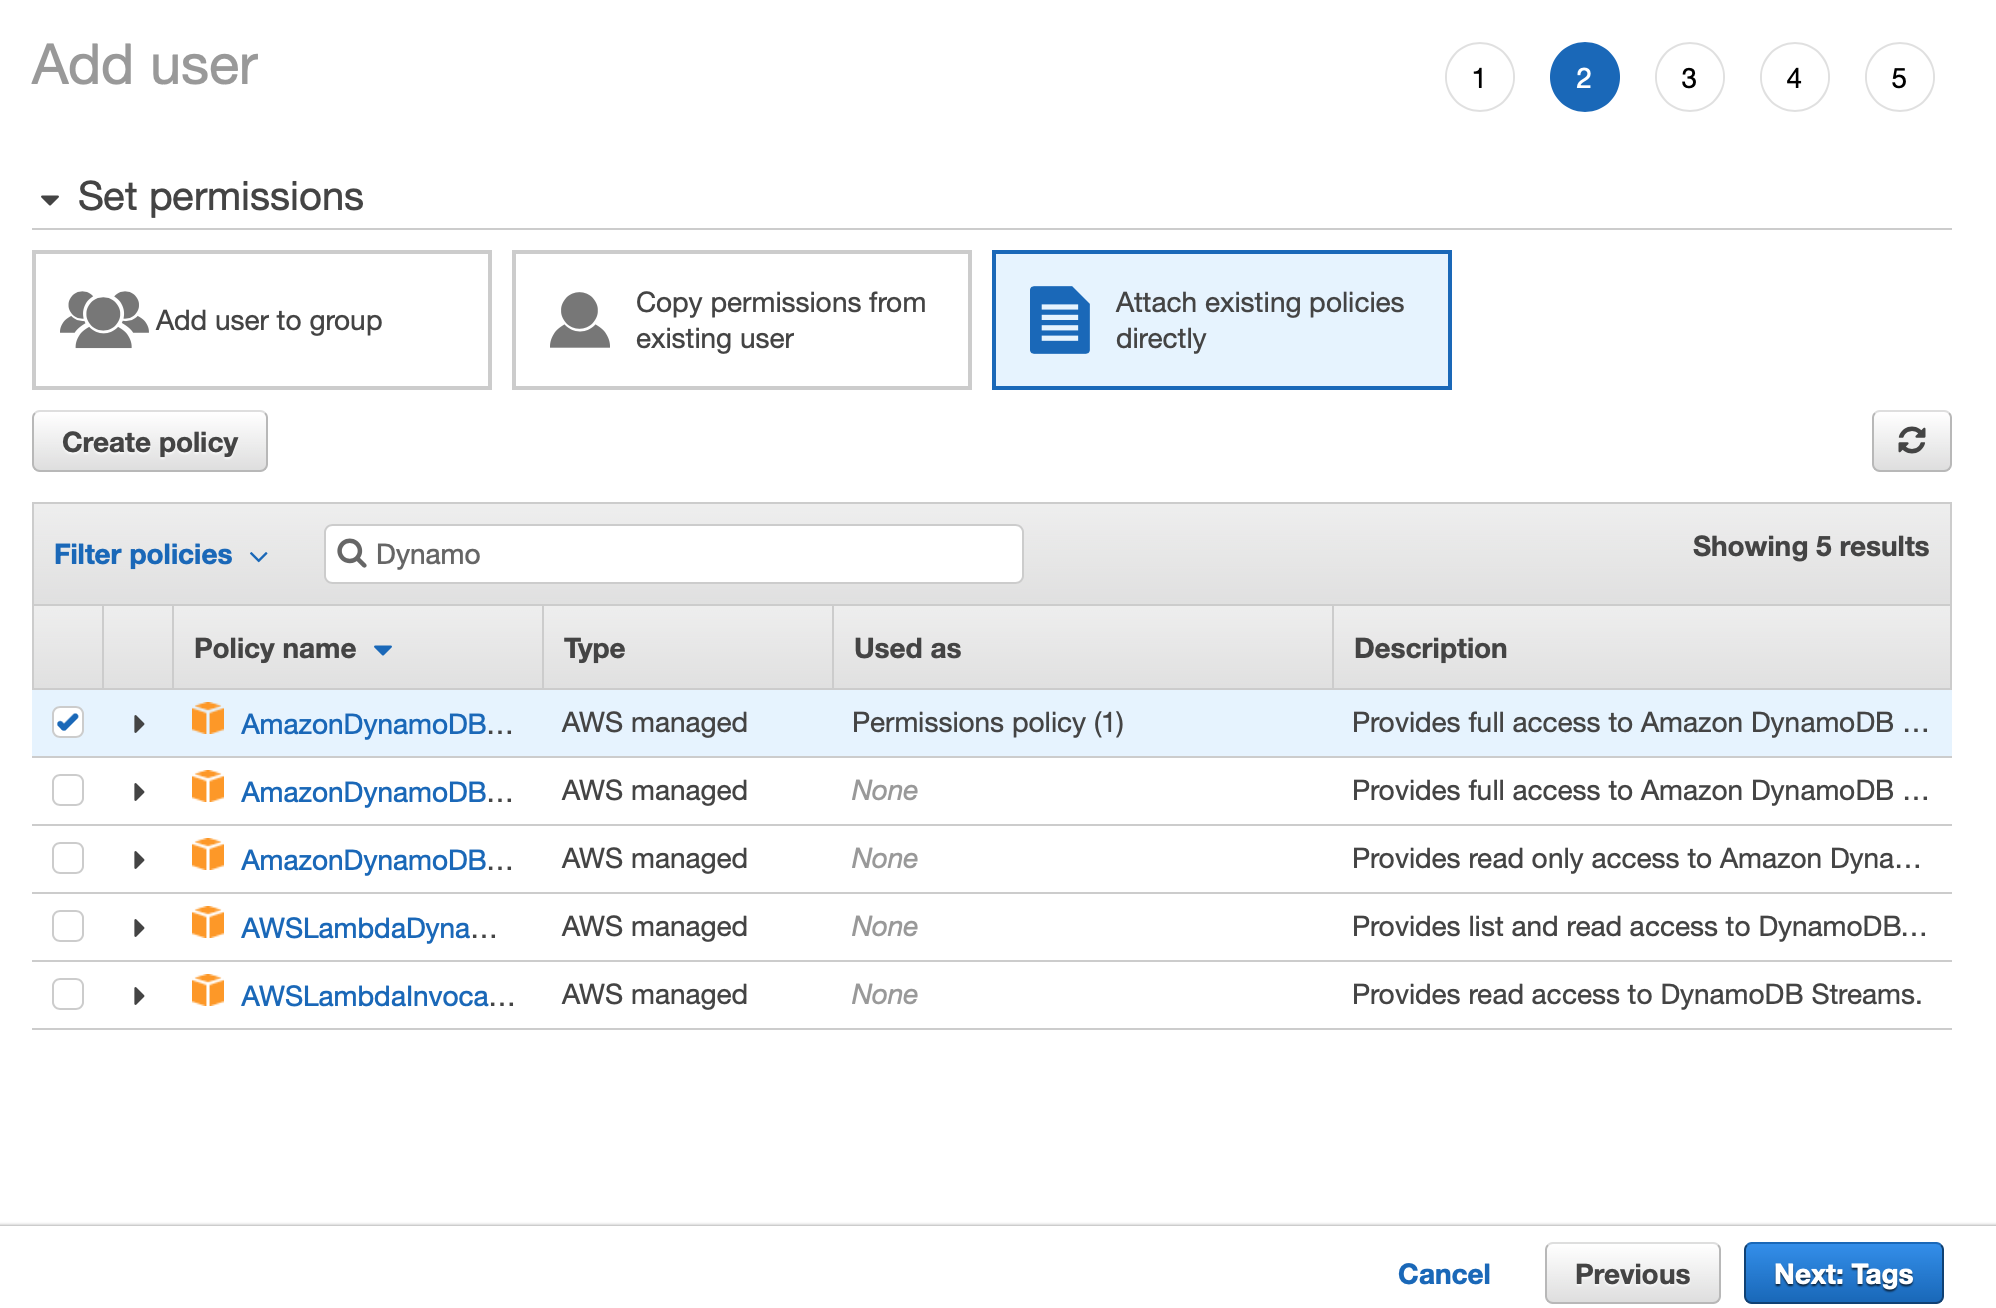 Add user
1 2 3 4 5
Set permissions
Add user to group
Copy permissions from
existing user
Attach existing policies
directly
Create policy
Filter policies Dynamo Showing 5 results
Policy name Type Used as Description
AmazonDynamoDB... AWS managed Permissions policy (1) Provides full access to Amazon DynamoDB ...
AmazonDynamoDB... AWS managed None Provides full access to Amazon DynamoDB ...
AmazonDynamoDB... AWS managed None Provides read only access to Amazon Dyna...
AWSLambdaDyna... AWS managed None Provides list and read access to DynamoDB...
AWSLambdaInvoca... AWS managed None Provides read access to DynamoDB Streams.
Cancel Previous Next: Tags